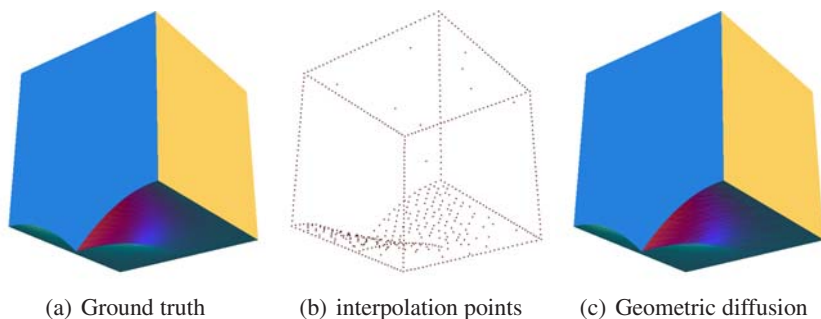 (a) Ground truth
(b) interpolation points
(c) Geometric diffusion